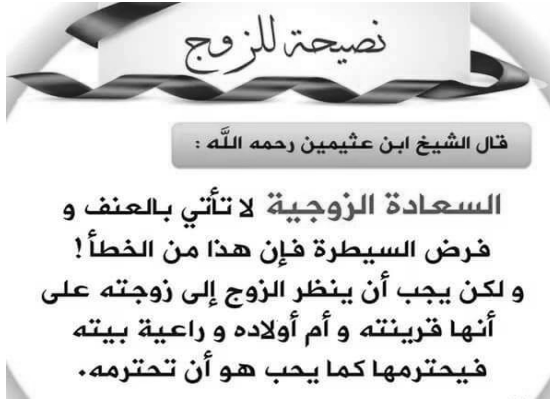 نصيحة للزوج
قال الشيخ ابن عثيمين رحمه الله :
السعادة الزوجية لا تأتي بالعنف و
فرض السيطرة فإن هذا من الخطأ !
و لكن يجب أن ينظر الزوج إلى زوجته على
أنها قرينته و أم أولاده و راعية بيته
فيحترمها كما يحب هو أن تحترمه.